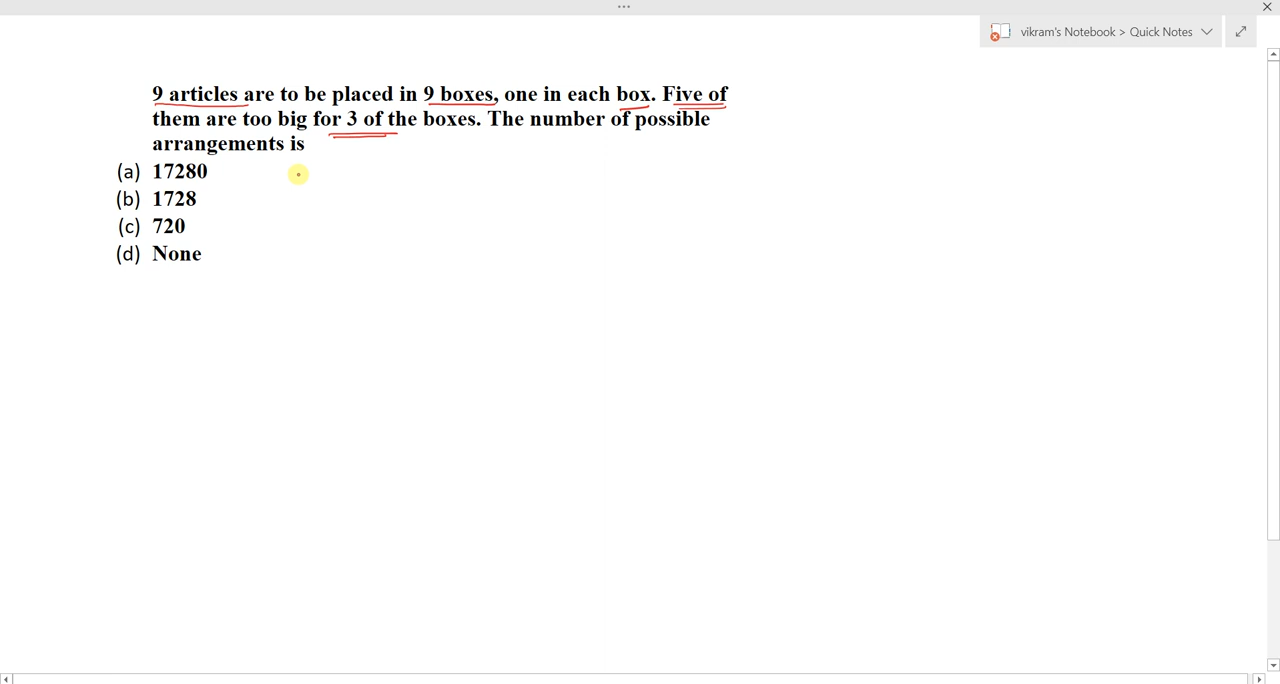 vikram's Notebook > Quick Notes
9 articles are to be placed in 9 boxes, one in each box. Five of
them are too big for 3 of the boxes. The number of possible
arrangements is
(a) 17280
(b) 1728
(c) 720
(d) None